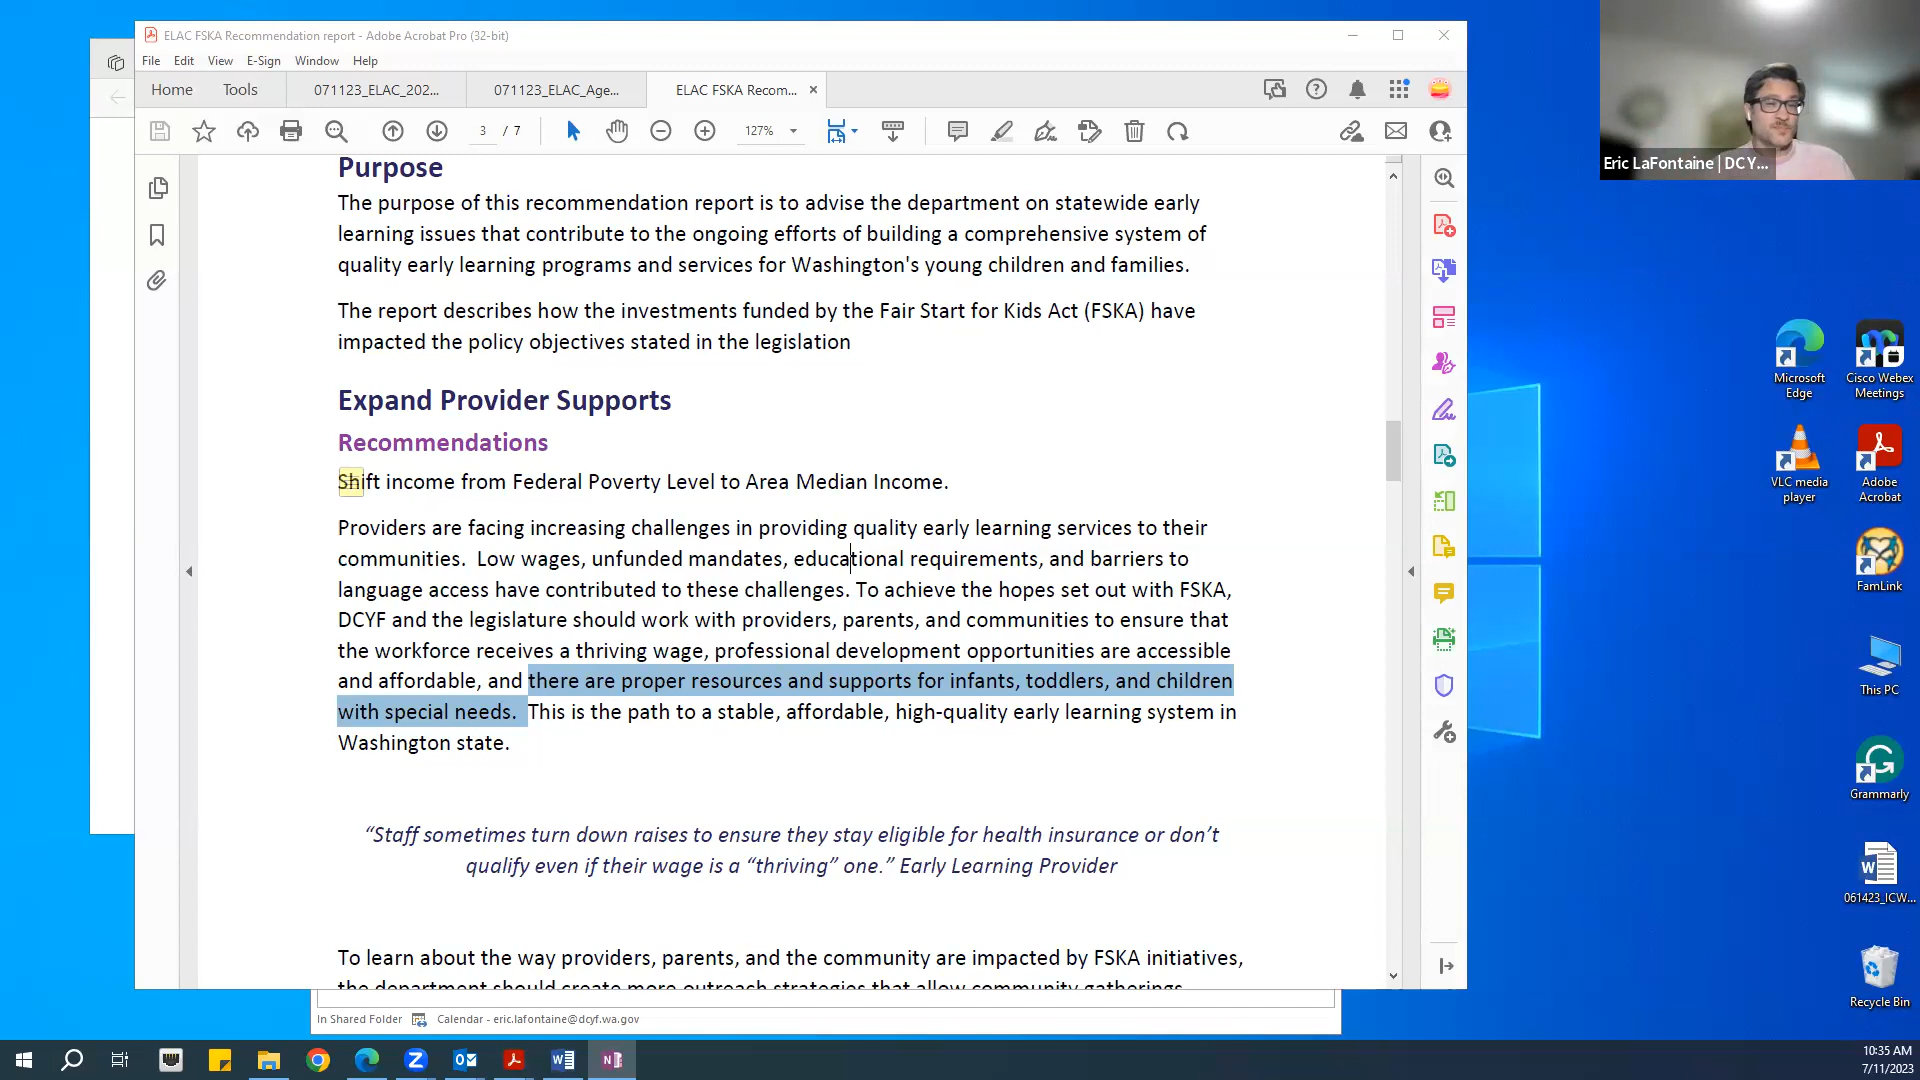 ELAC FSKA Recommendation report - Adobe Acrobat Pro (32-bit)
File Edit View E-Sign Window Help
Home Tools 071123_ELAC_202... 071123_ELAC_Age... ELAC FSKA Recom... ×
3 / 7 127%
Eric LaFontaine | DCY...
Purpose
The purpose of this recommendation report is to advise the department on statewide early
learning issues that contribute to the ongoing efforts of building a comprehensive system of
quality early learning programs and services for Washington's young children and families.
The report describes how the investments funded by the Fair Start for Kids Act (FSKA) have
impacted the policy objectives stated in the legislation
Expand Provider Supports
Recommendations
Shift income from Federal Poverty Level to Area Median Income.
Providers are facing increasing challenges in providing quality early learning services to their
communities.  Low wages, unfunded mandates, educational requirements, and barriers to
language access have contributed to these challenges. To achieve the hopes set out with FSKA,
DCYF and the legislature should work with providers, parents, and communities to ensure that
the workforce receives a thriving wage, professional development opportunities are accessible
and affordable, and there are proper resources and supports for infants, toddlers, and children
with special needs.  This is the path to a stable, affordable, high-quality early learning system in
Washington state.
“Staff sometimes turn down raises to ensure they stay eligible for health insurance or don’t
qualify even if their wage is a “thriving” one.” Early Learning Provider
To learn about the way providers, parents, and the community are impacted by FSKA initiatives,
the department should create more outreach strategies that allow community gatherings
In Shared Folder Calendar - eric.lafontaine@dcyf.wa.gov
Microsoft
Edge
Cisco Webex
Meetings
VLC media
player
Adobe
Acrobat
FamLink
This PC
Grammarly
061423_ICW...
Recycle Bin
10:35 AM
7/11/2023